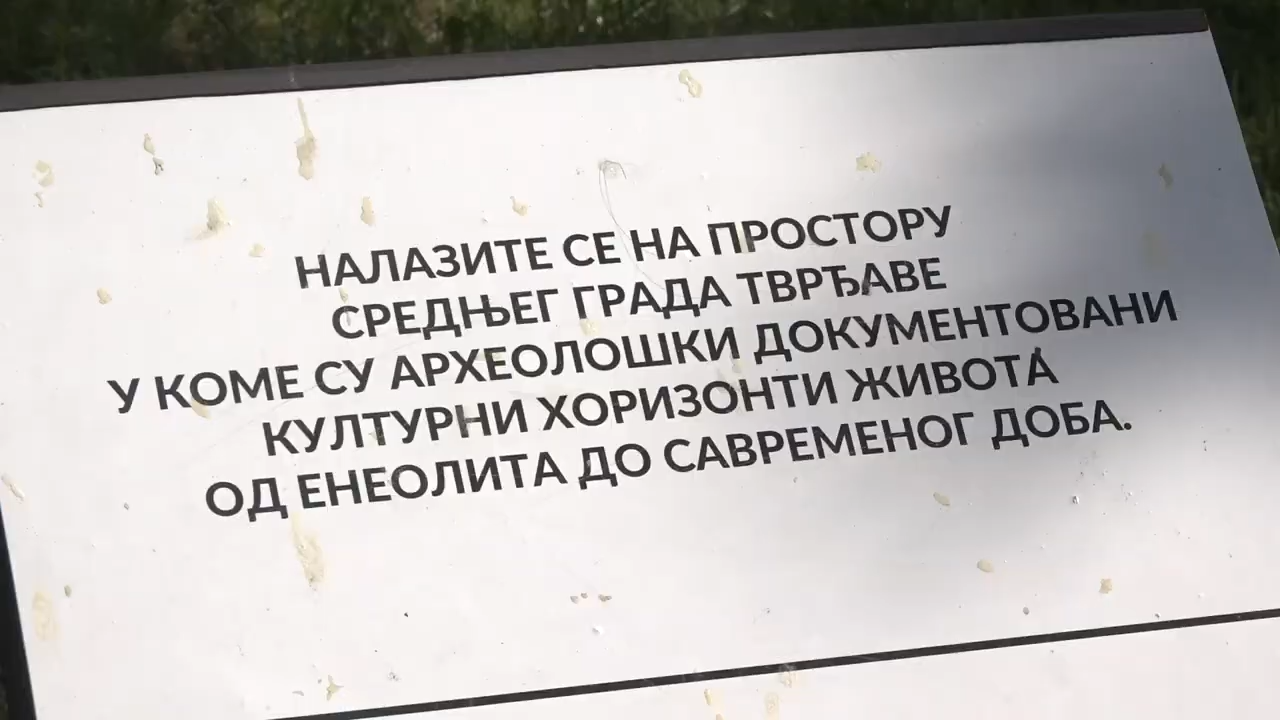 НАЛАЗИТЕ СЕ НА ПРОСТОРУ
СРЕДЊЕГ ГРАДА ТВРЂАВЕ
У КОМЕ СУ АРХЕОЛОШКИ ДОКУМЕНТОВАНИ
КУЛТУРНИ ХОРИЗОНТИ ЖИВОТА
ОД ЕНЕОЛИТА ДО САВРЕМЕНОГ ДОБА.